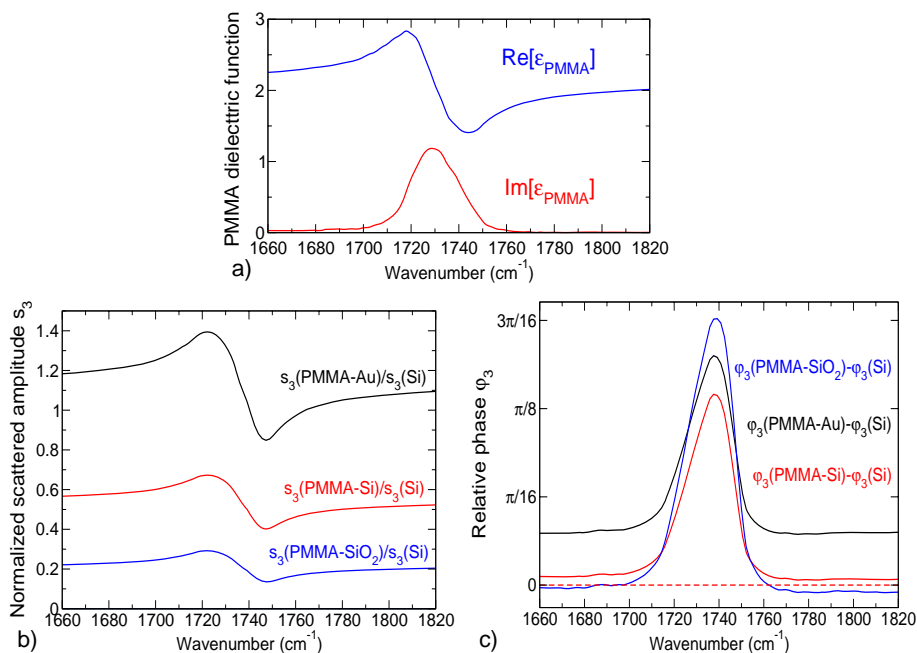 3
2
1
0
PMMA dielecttric function
Re[ε_PMMA]
Im[ε_PMMA]
1660 1680 1700 1720 1740 1760 1780 1800 1820
Wavenumber (cm⁻¹)
a)
1.4
1.2
1
0.8
0.6
0.4
0.2
0
Normalized scattered amplitude s₃
s₃(PMMA-Au)/s₃(Si)
s₃(PMMA-Si)/s₃(Si)
s₃(PMMA-SiO₂)/s₃(Si)
1660 1680 1700 1720 1740 1760 1780 1800 1820
Wavenumber (cm⁻¹)
b)
3π/16
π/8
π/16
0
Relative phase φ₃
φ₃(PMMA-SiO₂)-φ₃(Si)
φ₃(PMMA-Au)-φ₃(Si)
φ₃(PMMA-Si)-φ₃(Si)
1660 1680 1700 1720 1740 1760 1780 1800 1820
Wavenumber (cm⁻¹)
c)